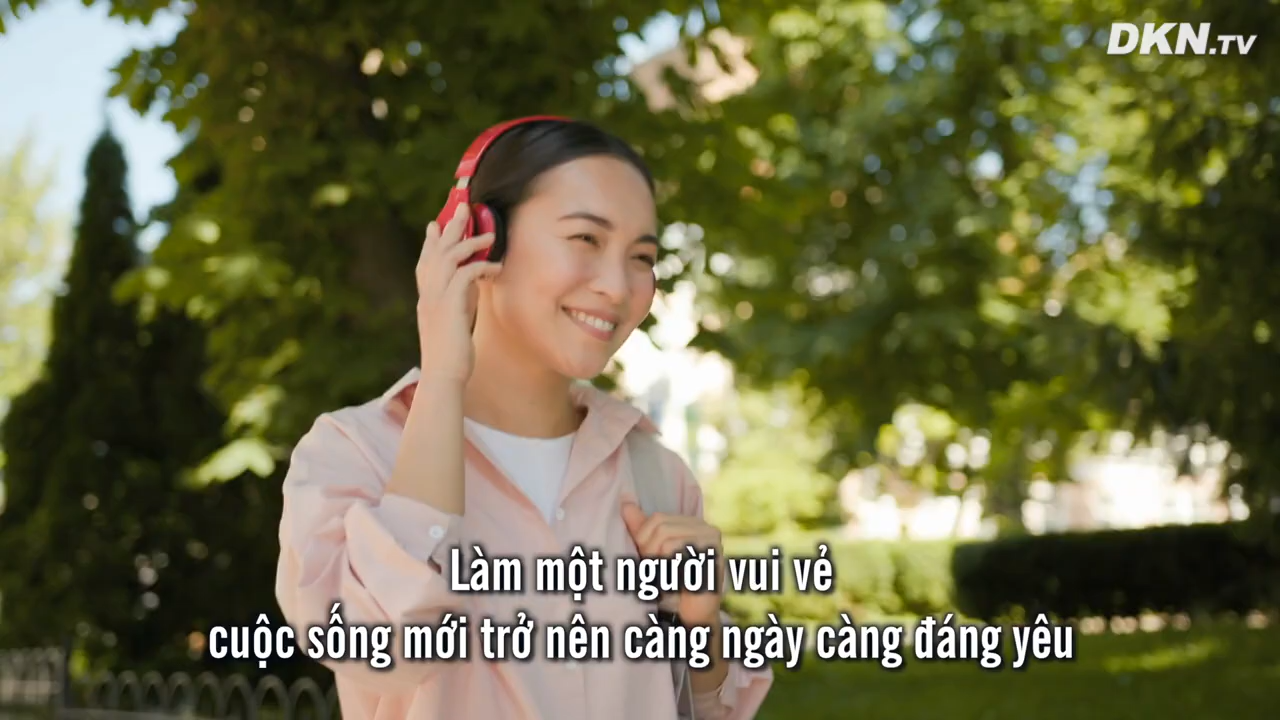 DKN.TV
Làm một người vui vẻ
cuộc sống mới trở nên càng ngày càng đáng yêu